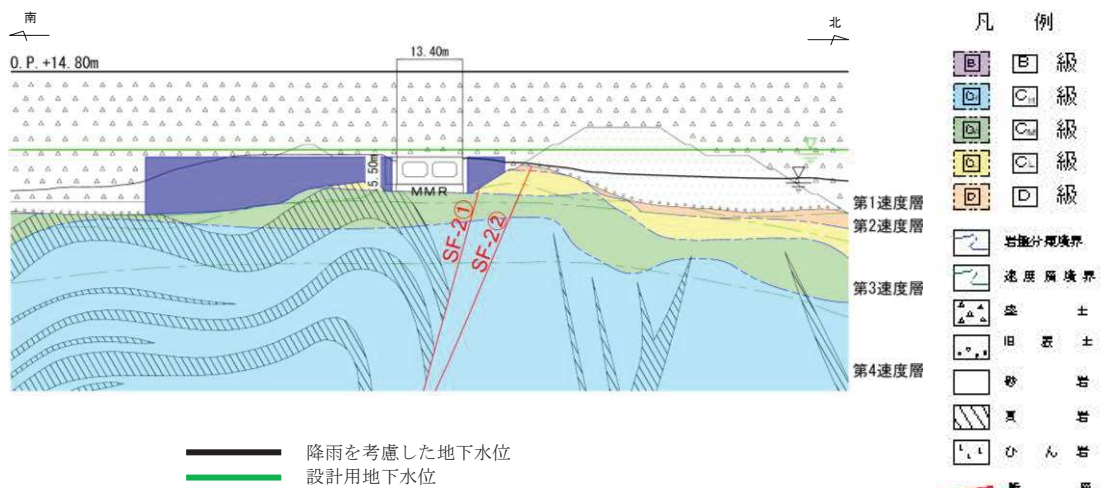 南
北
13.40m
O.P.+14.80m
5.50m
MMR
SF-2①
SF-2②
第1速度層
第2速度層
第3速度層
第4速度層
降雨を考慮した地下水位
設計用地下水位
凡 例
B B 級
CH 級
CM 級
CL 級
D D 級
岩盤分類境界
速度層境界
盛 土
旧 表 土
砂 岩
頁 岩
ひ ん 岩
断 層